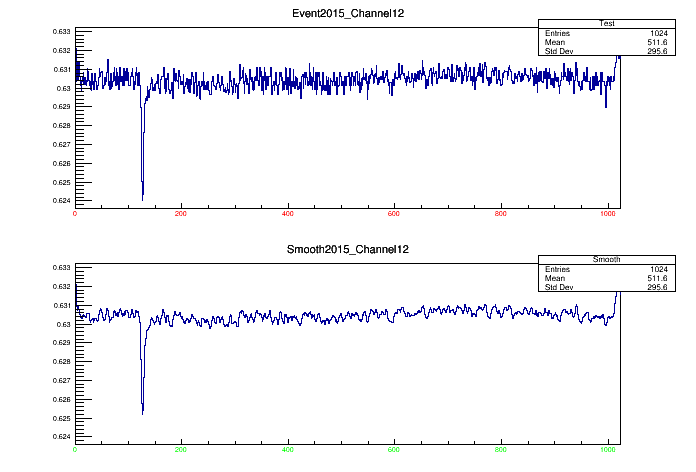 Event2015_Channel12
Test
Entries 1024
Mean 511.6
Std Dev 295.6
0.633
0.632
0.631
0.63
0.629
0.628
0.627
0.626
0.625
0.624
0 200 400 600 800 1000
Smooth2015_Channel12
Smooth
Entries 1024
Mean 511.6
Std Dev 295.6
0.633
0.632
0.631
0.63
0.629
0.628
0.627
0.626
0.625
0.624
0 200 400 600 800 1000